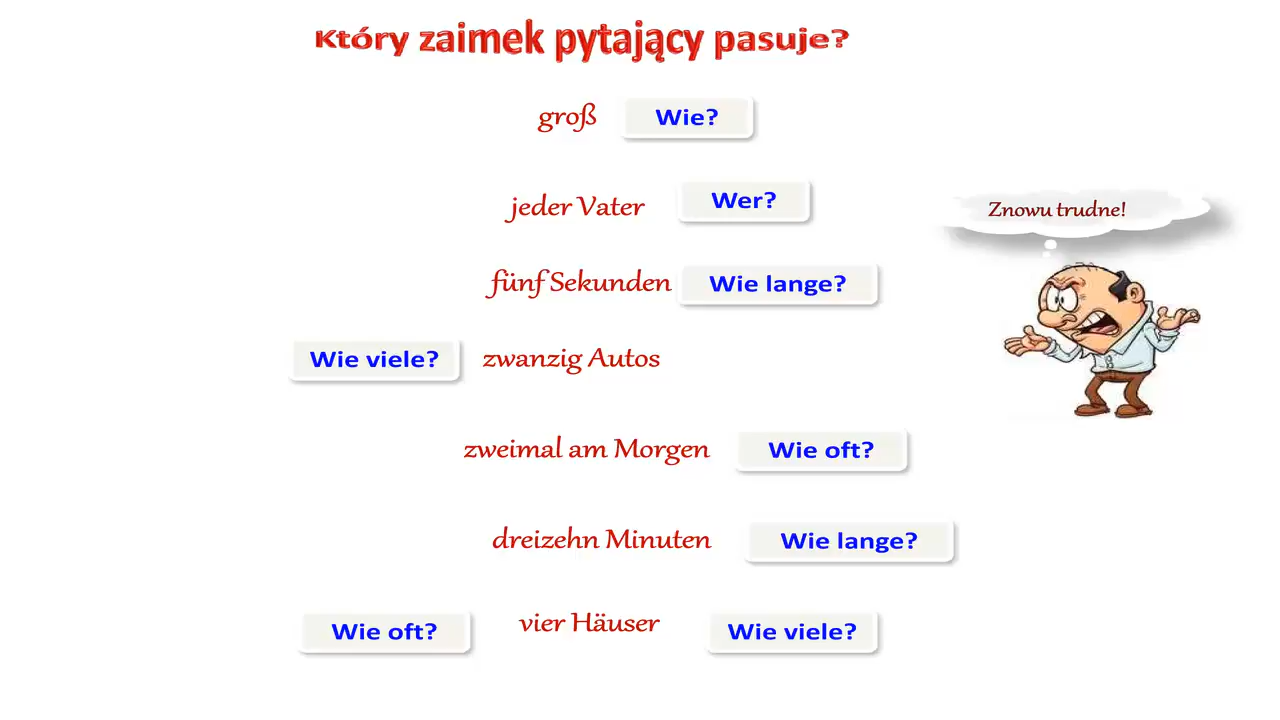 Który zaimek pytający pasuje?
groß Wie?
jeder Vater Wer?
Znowu trudne!
fünf Sekunden Wie lange?
Wie viele? zwanzig Autos
zweimal am Morgen Wie oft?
dreizehn Minuten Wie lange?
Wie oft? vier Häuser Wie viele?